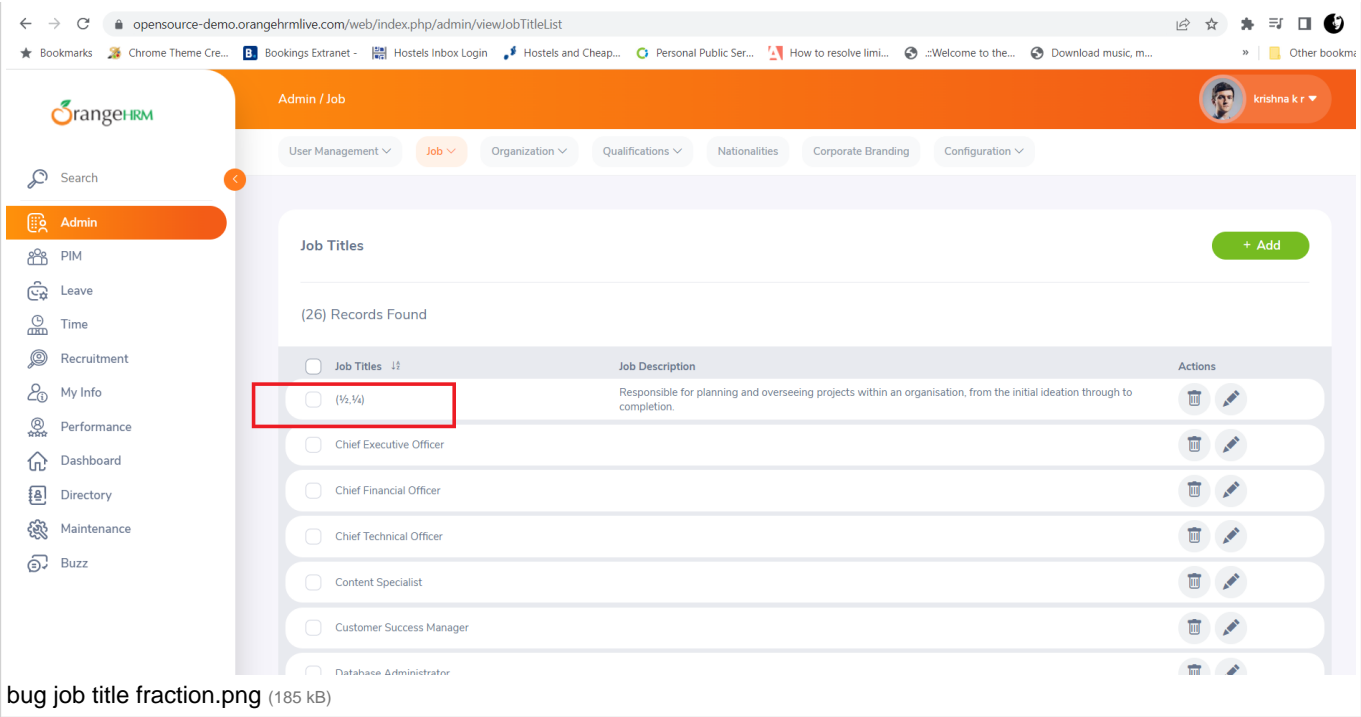 opensource-demo.orangehrmlive.com/web/index.php/admin/viewJobTitleList
Bookmarks Chrome Theme Cre... B. Bookings Extranet - Hostels Inbox Login Hostels and Cheap... Personal Public Ser... How to resolve limi... .::Welcome to the... Download music, m... » Other bookma
OrangeHRM
Admin / Job
krishna k r
User Management Job Organization Qualifications Nationalities Corporate Branding Configuration
Search
Admin
PIM
Leave
Time
Recruitment
My Info
Performance
Dashboard
Directory
Maintenance
Buzz
Job Titles
+ Add
(26) Records Found
Job Titles Job Description Actions
(½,¼) Responsible for planning and overseeing projects within an organisation, from the initial ideation through to
completion.
Chief Executive Officer
Chief Financial Officer
Chief Technical Officer
Content Specialist
Customer Success Manager
Database Administrator
bug job title fraction.png (185 kB)